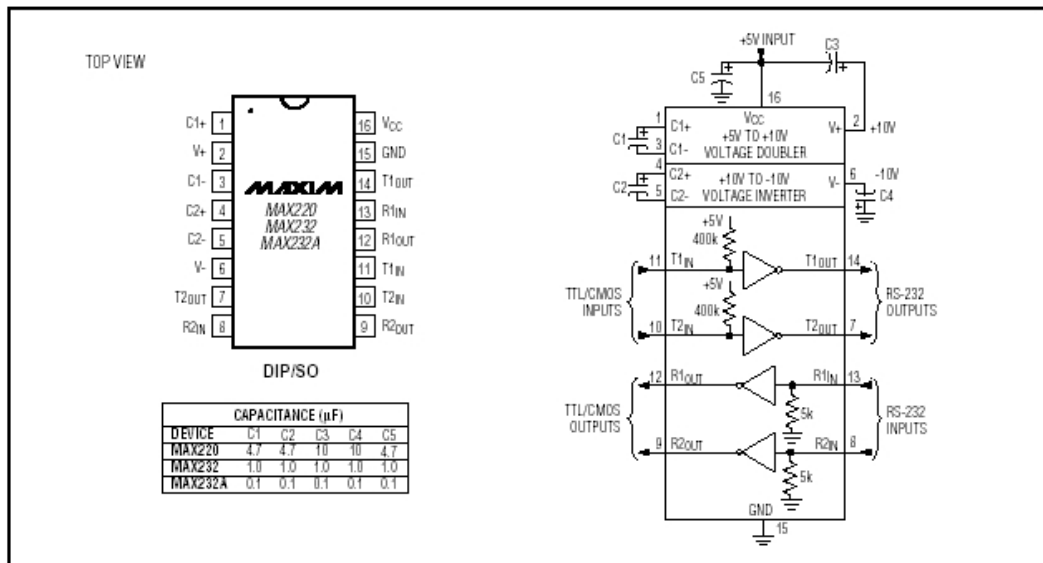 TOP VIEW
C1+ 1
V+ 2
C1- 3
C2+ 4
C2- 5
V- 6
T2OUT 7
R2IN 8
16 VCC
15 GND
14 T1OUT
13 R1IN
12 R1OUT
11 T1IN
10 T2IN
9 R2OUT
MAXIM
MAX220
MAX232
MAX232A
DIP/SO
CAPACITANCE (µF)
DEVICE C1 C2 C3 C4 C5
MAX220 4.7 4.7 10 10 4.7
MAX232 1.0 1.0 1.0 1.0 1.0
MAX232A 0.1 0.1 0.1 0.1 0.1
+5V INPUT
C3
C5
16
VCC
1 C1+
C1
3 C1-
+5V TO +10V
VOLTAGE DOUBLER
V+ 2 +10V
4 C2+
C2
5 C2-
+10V TO -10V
VOLTAGE INVERTER
V- 6 -10V
C4
+5V
400k
11 T1IN
T1OUT 14
+5V
400k
10 T2IN
T2OUT 7
TTL/CMOS
INPUTS
RS-232
OUTPUTS
12 R1OUT
R1IN 13
5k
9 R2OUT
R2IN 8
5k
TTL/CMOS
OUTPUTS
RS-232
INPUTS
GND
15